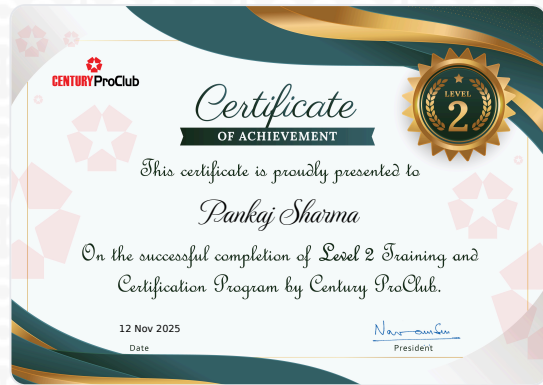 CENTURY ProClub
Certificate
OF ACHIEVEMENT
LEVEL
2
This certificate is proudly presented to
Pankaj Sharma
On the successful completion of Level 2 Training and
Certification Program by Century ProClub.
12 Nov 2025
Date
President